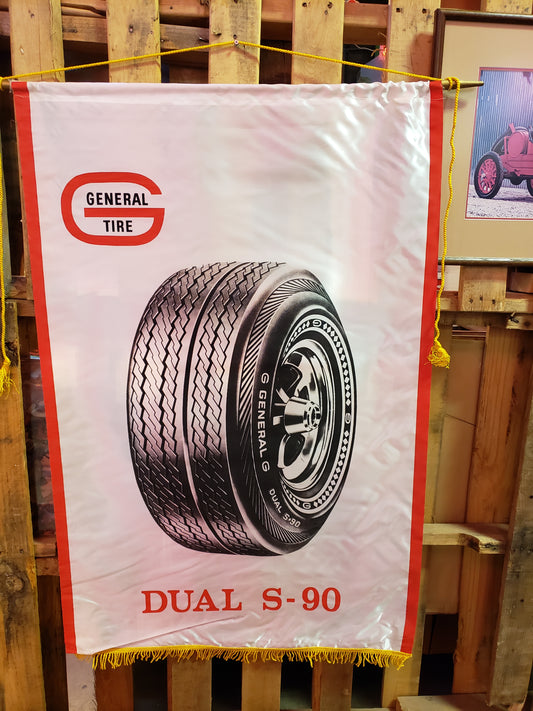 GENERAL
TIRE
G GENERAL G
DUAL S-90
DUAL S-90